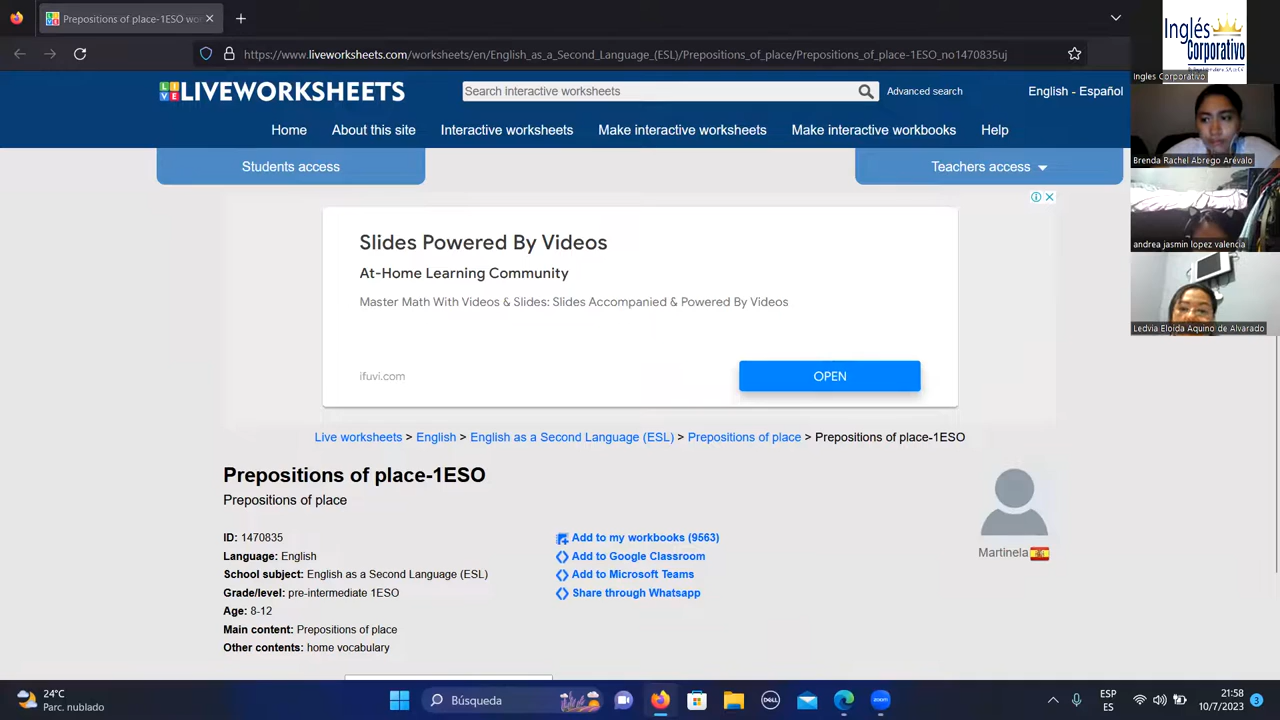 Prepositions of place-1ESO wor
https://www.liveworksheets.com/worksheets/en/English_as_a_Second_Language_(ESL)/Prepositions_of_place/Prepositions_of_place-1ESO_no1470835uj
LIVEWORKSHEETS
Search interactive worksheets
Advanced search
English - Español
Home
About this site
Interactive worksheets
Make interactive worksheets
Make interactive workbooks
Help
Students access
Teachers access
Slides Powered By Videos
At-Home Learning Community
Master Math With Videos & Slides: Slides Accompanied & Powered By Videos
ifuvi.com
OPEN
Live worksheets > English > English as a Second Language (ESL) > Prepositions of place > Prepositions of place-1ESO
Prepositions of place-1ESO
Prepositions of place
ID: 1470835
Language: English
School subject: English as a Second Language (ESL)
Grade/level: pre-intermediate 1ESO
Age: 8-12
Main content: Prepositions of place
Other contents: home vocabulary
Add to my workbooks (9563)
Add to Google Classroom
Add to Microsoft Teams
Share through Whatsapp
Martinela
Inglés
Corporativo
Ingles Corporativo
Brenda Rachel Abrego Arévalo
andrea jasmin lopez valencia
Ledvia Eloida Aquino de Alvarado
24°C
Parc. nublado
Búsqueda
DELL
zoom
ESP
ES
21:58
10/7/2023
3